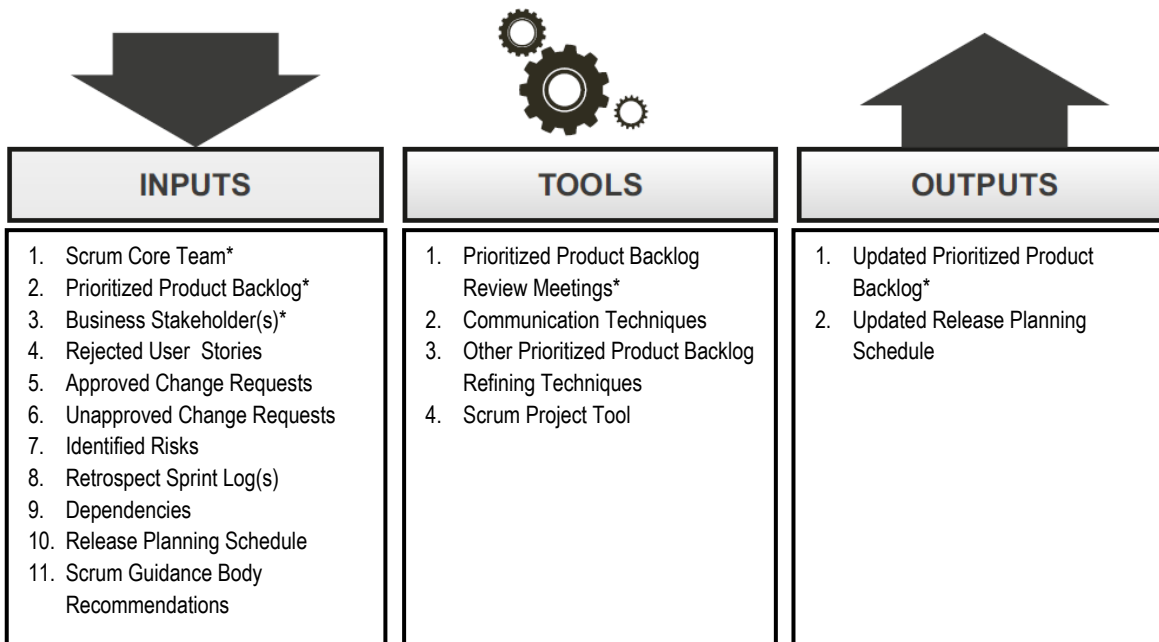 INPUTS
1. Scrum Core Team*
2. Prioritized Product Backlog*
3. Business Stakeholder(s)*
4. Rejected User Stories
5. Approved Change Requests
6. Unapproved Change Requests
7. Identified Risks
8. Retrospect Sprint Log(s)
9. Dependencies
10. Release Planning Schedule
11. Scrum Guidance Body
Recommendations
TOOLS
1. Prioritized Product Backlog
Review Meetings*
2. Communication Techniques
3. Other Prioritized Product Backlog
Refining Techniques
4. Scrum Project Tool
OUTPUTS
1. Updated Prioritized Product
Backlog*
2. Updated Release Planning
Schedule